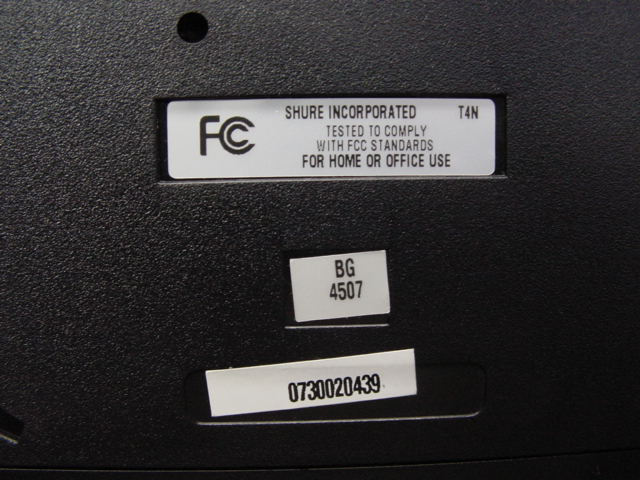 FC SHURE INCORPORATED T4N
TESTED TO COMPLY
WITH FCC STANDARDS
FOR HOME OR OFFICE USE
BG
4507
0730020439